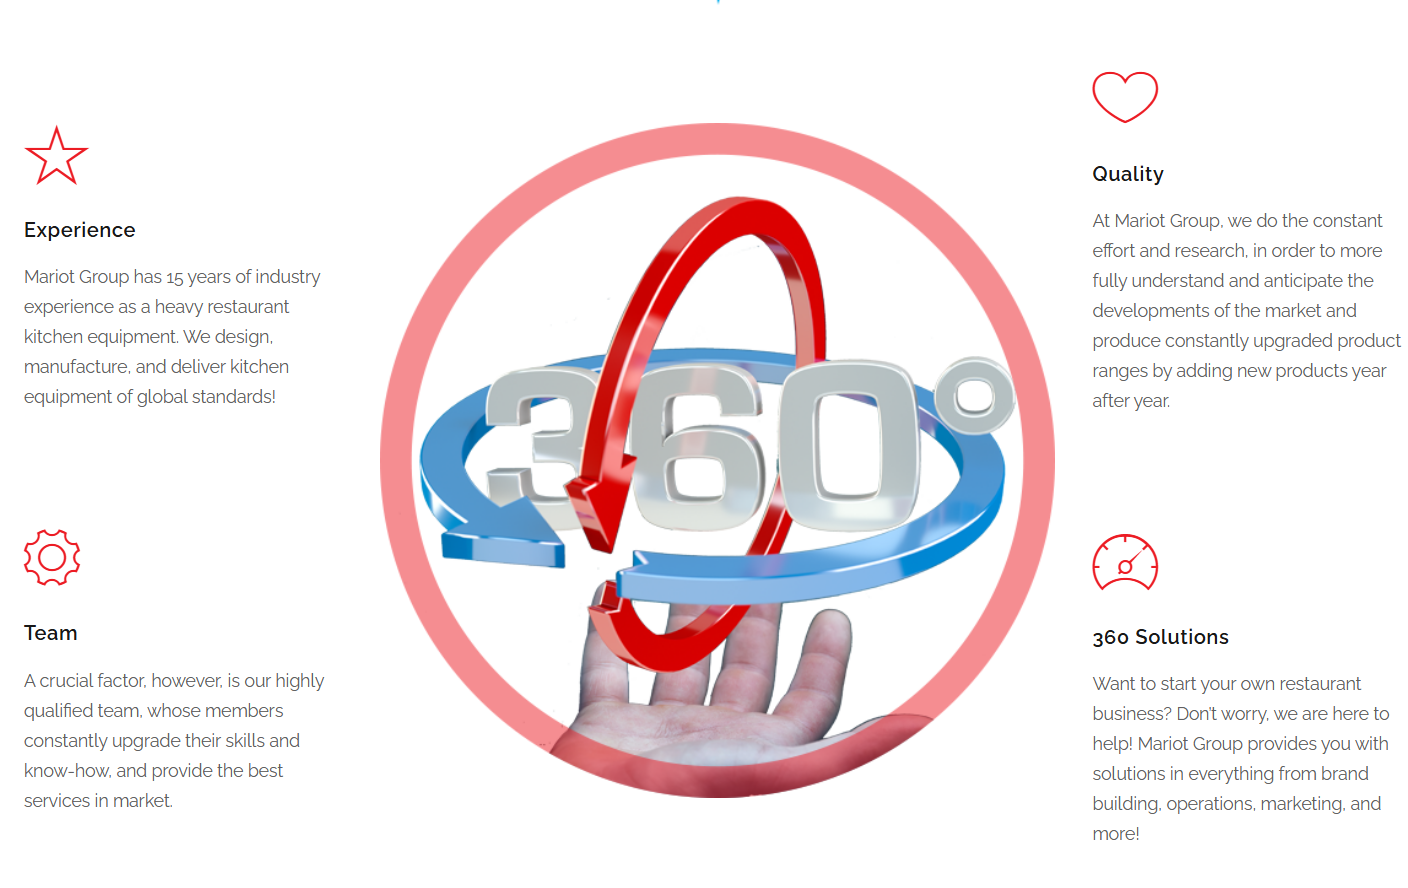 Experience
Mariot Group has 15 years of industry
experience as a heavy restaurant
kitchen equipment. We design,
manufacture, and deliver kitchen
equipment of global standards!
Team
A crucial factor, however, is our highly
qualified team, whose members
constantly upgrade their skills and
know-how, and provide the best
services in market.
360°
Quality
At Mariot Group, we do the constant
effort and research, in order to more
fully understand and anticipate the
developments of the market and
produce constantly upgraded product
ranges by adding new products year
after year.
360 Solutions
Want to start your own restaurant
business? Don't worry, we are here to
help! Mariot Group provides you with
solutions in everything from brand
building, operations, marketing, and
more!